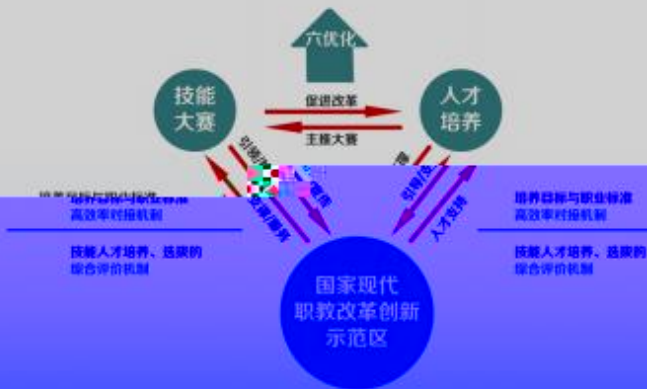 六优化
技能
大赛
促进改革
主推大赛
人才
培养
人才支持
培养目标与职业标准
高效率对接机制
技能人才培养、选拔的
综合评价机制
培养目标与职业标准
高效率对接机制
技能人才培养、选拔的
综合评价机制
国家现代
职教改革创新
示范区